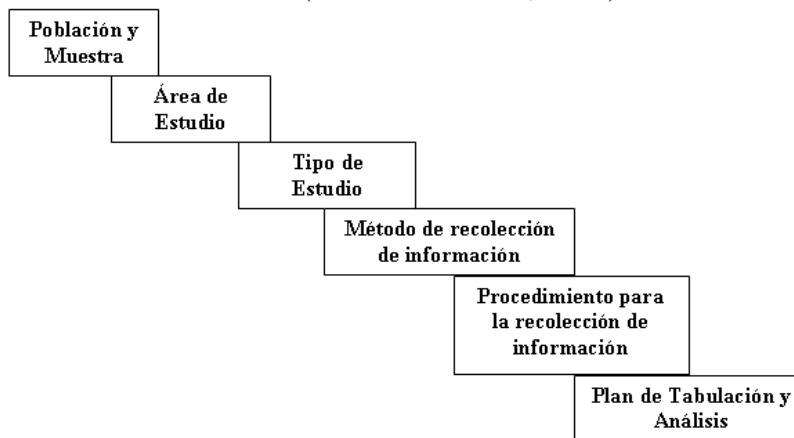 Población y
Muestra
Área de
Estudio
Tipo de
Estudio
Método de recolección
de información
Procedimiento para
la recolección de
información
Plan de Tabulación y
Análisis